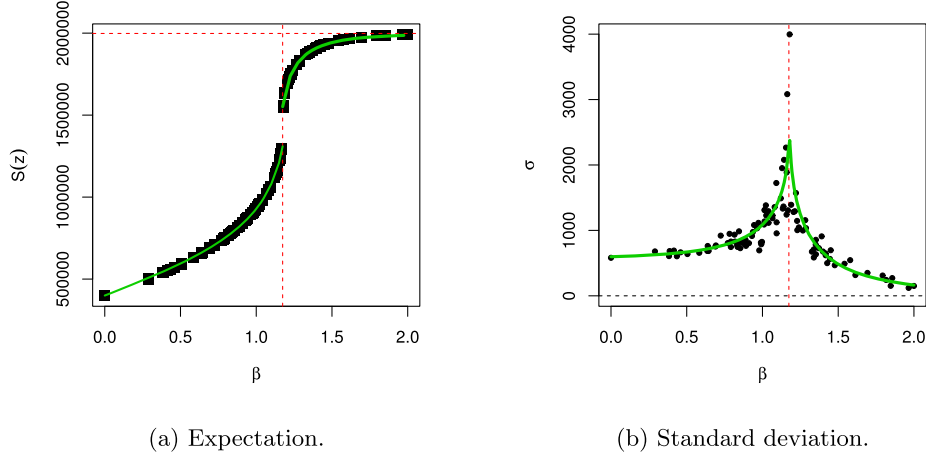 S(z)
2000000
1500000
1000000
500000
0.0 0.5 1.0 1.5 2.0
β
(a) Expectation.
σ
4000
3000
2000
1000
0
0.0 0.5 1.0 1.5 2.0
β
(b) Standard deviation.